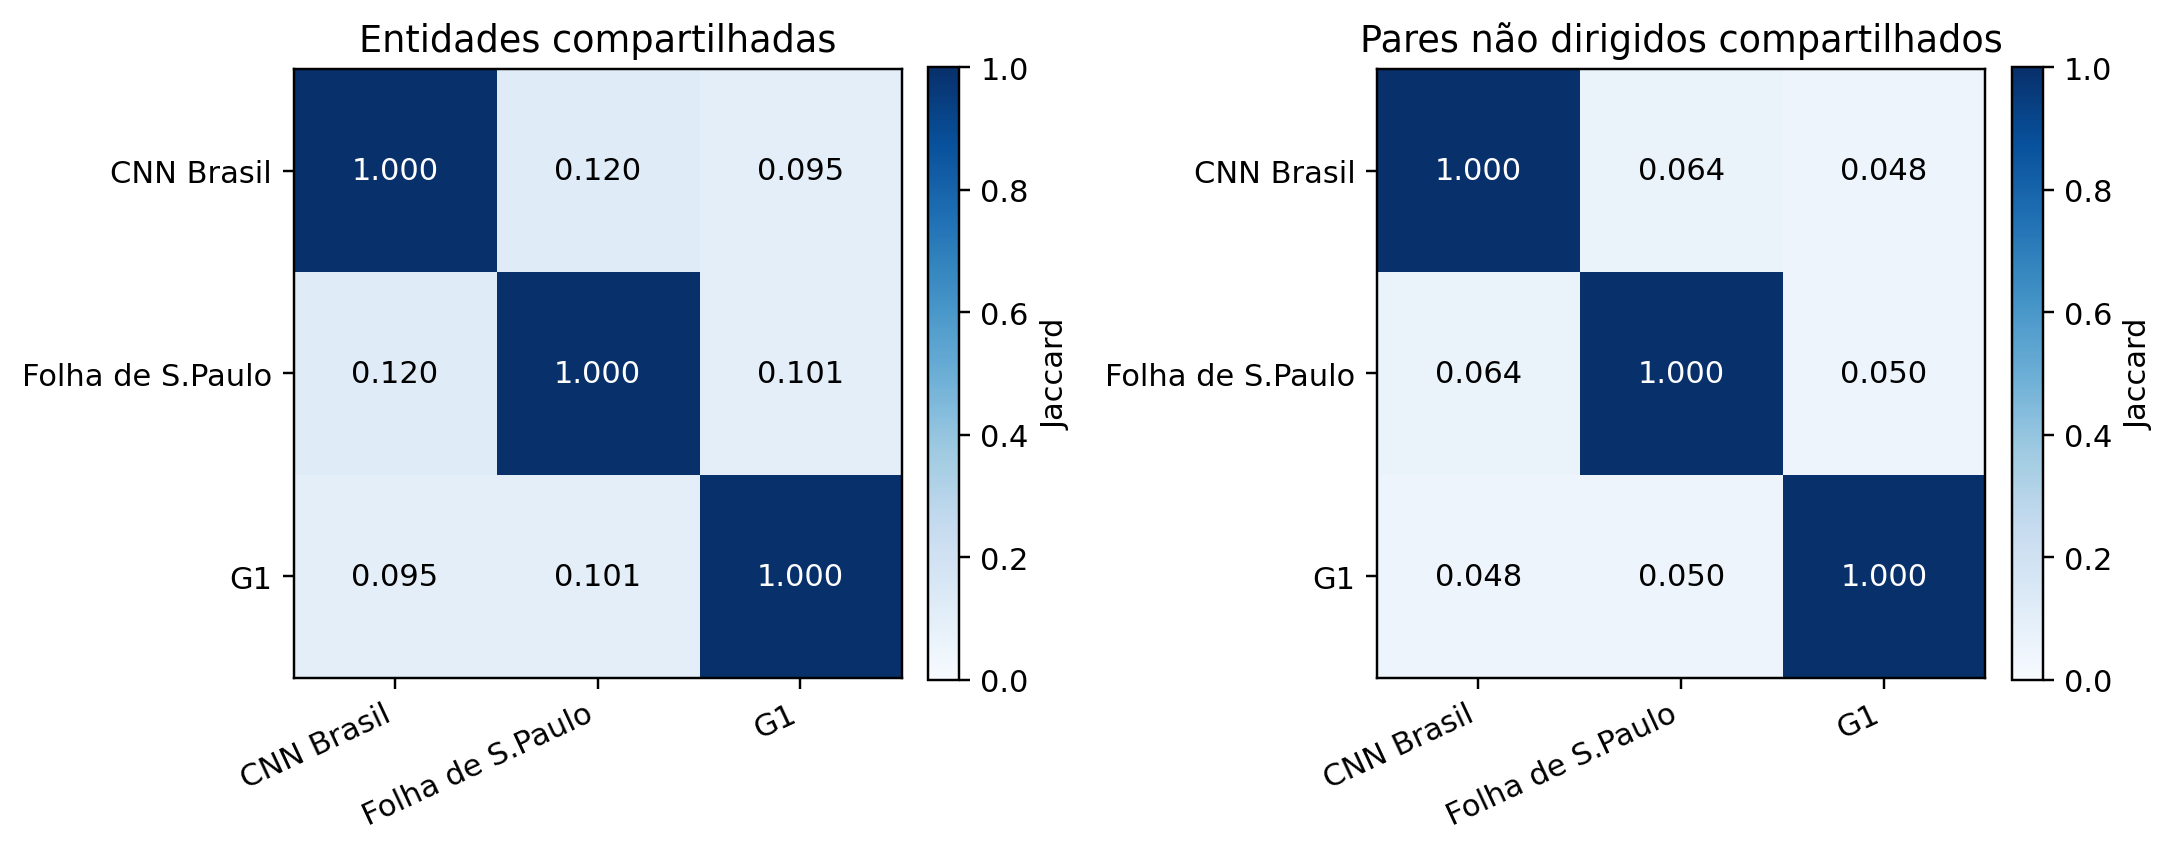 Entidades compartilhadas
CNN Brasil
Folha de S.Paulo
G1
1.000 0.120 0.095
0.120 1.000 0.101
0.095 0.101 1.000
CNN Brasil
Folha de S.Paulo
G1
1.0
0.8
0.6
0.4
0.2
0.0
Jaccard
Pares não dirigidos compartilhados
CNN Brasil
Folha de S.Paulo
G1
1.000 0.064 0.048
0.064 1.000 0.050
0.048 0.050 1.000
CNN Brasil
Folha de S.Paulo
G1
1.0
0.8
0.6
0.4
0.2
0.0
Jaccard